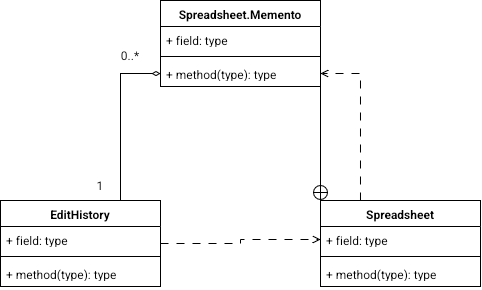 Spreadsheet.Memento
+ field: type
+ method(type): type
0..*
1
EditHistory
+ field: type
+ method(type): type
Spreadsheet
+ field: type
+ method(type): type